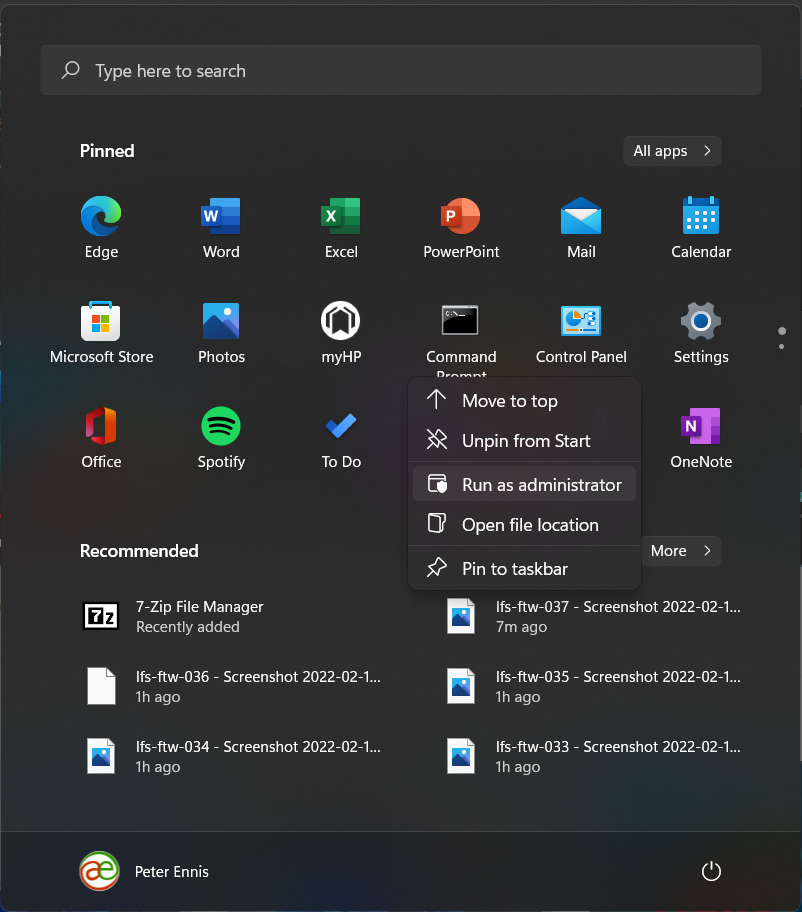 Type here to search
Pinned
All apps
Edge
Word
Excel
PowerPoint
Mail
Calendar
Microsoft Store
Photos
myHP
Command
Prompt
Control Panel
Settings
Office
Spotify
To Do
OneNote
Move to top
Unpin from Start
Run as administrator
Open file location
Pin to taskbar
Recommended
More
7-Zip File Manager
Recently added
lfs-ftw-037 - Screenshot 2022-02-1...
7m ago
lfs-ftw-036 - Screenshot 2022-02-1...
1h ago
lfs-ftw-035 - Screenshot 2022-02-1...
1h ago
lfs-ftw-034 - Screenshot 2022-02-1...
1h ago
lfs-ftw-033 - Screenshot 2022-02-1...
1h ago
Peter Ennis